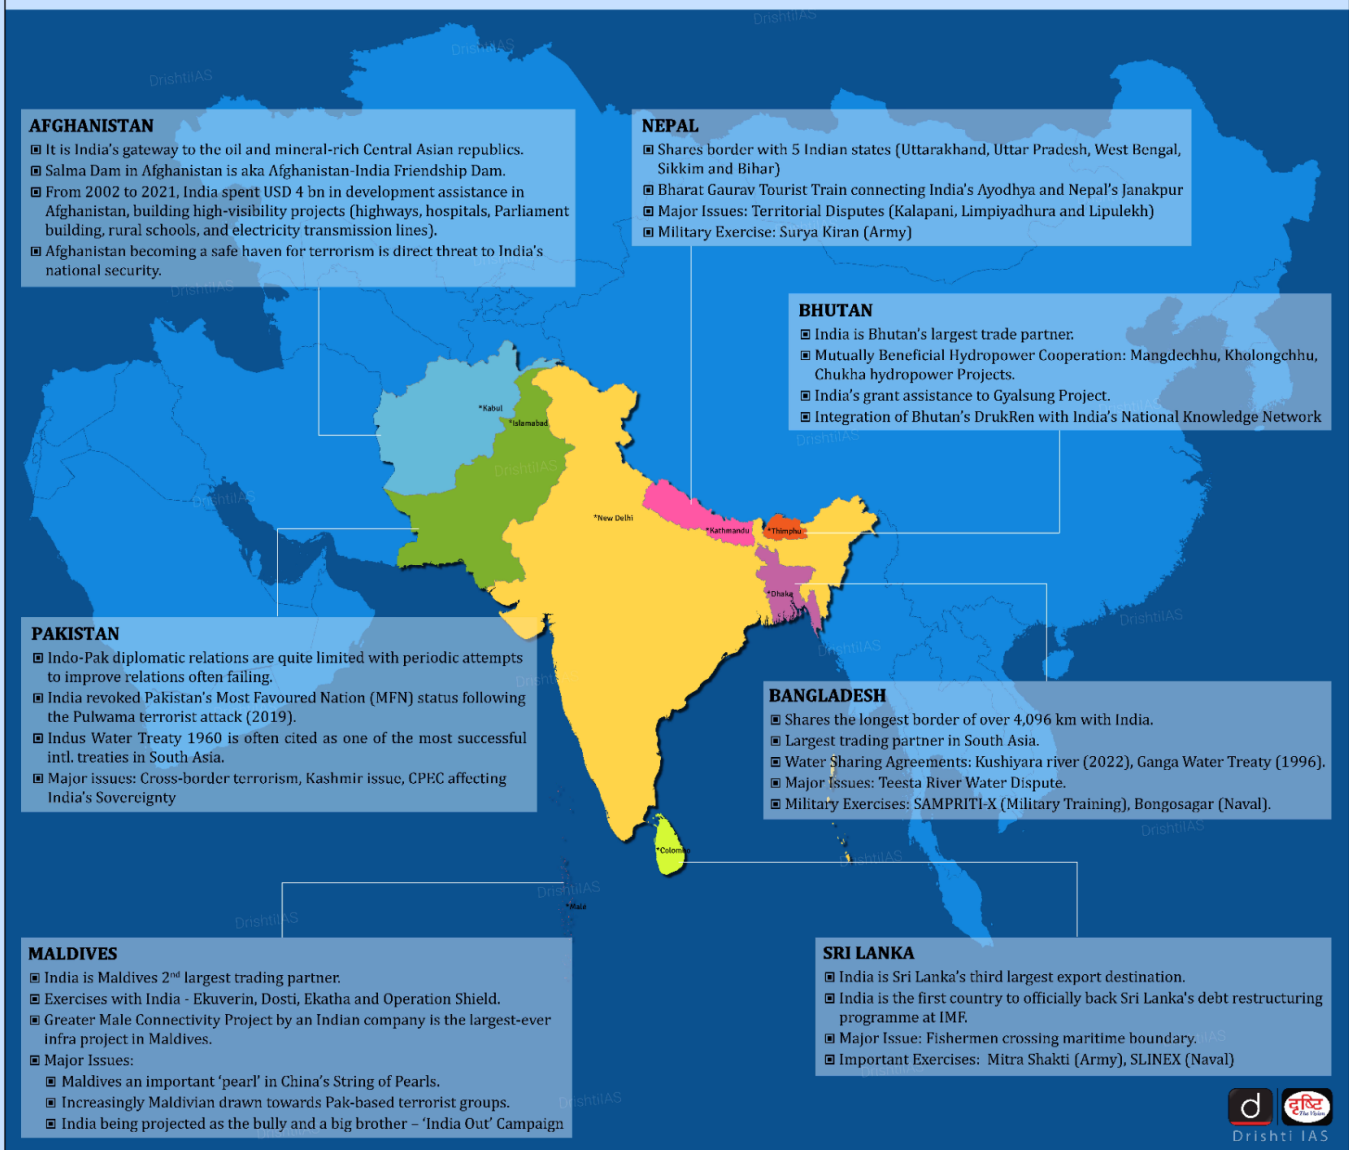 AFGHANISTAN
▣ It is India's gateway to the oil and mineral-rich Central Asian republics.
▣ Salma Dam in Afghanistan is aka Afghanistan-India Friendship Dam.
▣ From 2002 to 2021, India spent USD 4 bn in development assistance in
Afghanistan, building high-visibility projects (highways, hospitals, Parliament
building, rural schools, and electricity transmission lines).
▣ Afghanistan becoming a safe haven for terrorism is direct threat to India's
national security.
NEPAL
▣ Shares border with 5 Indian states (Uttarakhand, Uttar Pradesh, West Bengal,
Sikkim and Bihar)
▣ Bharat Gaurav Tourist Train connecting India's Ayodhya and Nepal's Janakpur
▣ Major Issues: Territorial Disputes (Kalapani, Limpiyadhura and Lipulekh)
▣ Military Exercise: Surya Kiran (Army)
BHUTAN
▣ India is Bhutan's largest trade partner.
▣ Mutually Beneficial Hydropower Cooperation: Mangdechhu, Kholongchhu,
Chukha hydropower Projects.
▣ India's grant assistance to Gyalsung Project.
▣ Integration of Bhutan's DrukRen with India's National Knowledge Network
*Kabul
*Islamabad
*New Delhi
*Kathmandu
*Thimphu
*Dhaka
PAKISTAN
▣ Indo-Pak diplomatic relations are quite limited with periodic attempts
to improve relations often failing.
▣ India revoked Pakistan's Most Favoured Nation (MFN) status following
the Pulwama terrorist attack (2019).
▣ Indus Water Treaty 1960 is often cited as one of the most successful
intl. treaties in South Asia.
▣ Major issues: Cross-border terrorism, Kashmir issue, CPEC affecting
India's Sovereignty
BANGLADESH
▣ Shares the longest border of over 4,096 km with India.
▣ Largest trading partner in South Asia.
▣ Water Sharing Agreements: Kushiyara river (2022), Ganga Water Treaty (1996).
▣ Major Issues: Teesta River Water Dispute.
▣ Military Exercises: SAMPRITI-X (Military Training), Bongosagar (Naval).
*Colombo
*Male
MALDIVES
▣ India is Maldives 2nd largest trading partner.
▣ Exercises with India - Ekuverin, Dosti, Ekatha and Operation Shield.
▣ Greater Male Connectivity Project by an Indian company is the largest-ever
infra project in Maldives.
▣ Major Issues:
▣ Maldives an important 'pearl' in China's String of Pearls.
▣ Increasingly Maldivian drawn towards Pak-based terrorist groups.
▣ India being projected as the bully and a big brother – 'India Out' Campaign
SRI LANKA
▣ India is Sri Lanka's third largest export destination.
▣ India is the first country to officially back Sri Lanka's debt restructuring
programme at IMF.
▣ Major Issue: Fishermen crossing maritime boundary.
▣ Important Exercises: Mitra Shakti (Army), SLINEX (Naval)
d
दृष्टि
The Vision
Drishti IAS
DrishtiIAS
DrishtiIAS
DrishtiIAS
DrishtiIAS
DrishtiIAS
DrishtiIAS
DrishtiIAS
DrishtiIAS
DrishtiIAS
DrishtiIAS
DrishtiIAS
DrishtiIAS
DrishtiIAS
DrishtiIAS